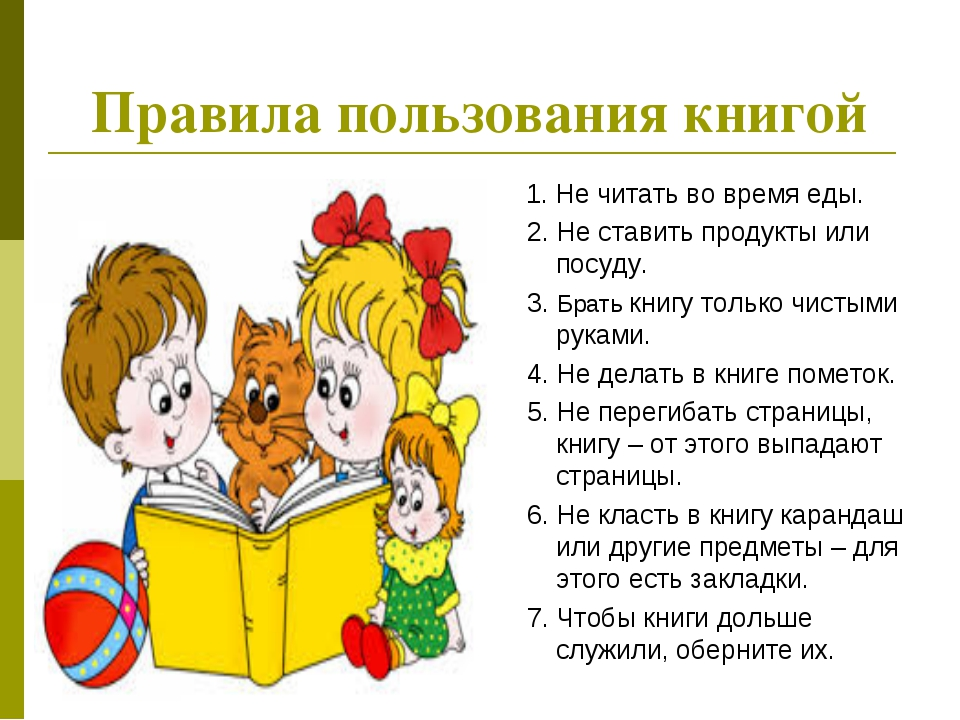 Правила пользования книгой
1. Не читать во время еды.
2. Не ставить продукты или
посуду.
3. Брать книгу только чистыми
руками.
4. Не делать в книге пометок.
5. Не перегибать страницы,
книгу – от этого выпадают
страницы.
6. Не класть в книгу карандаш
или другие предметы – для
этого есть закладки.
7. Чтобы книги дольше
служили, оберните их.